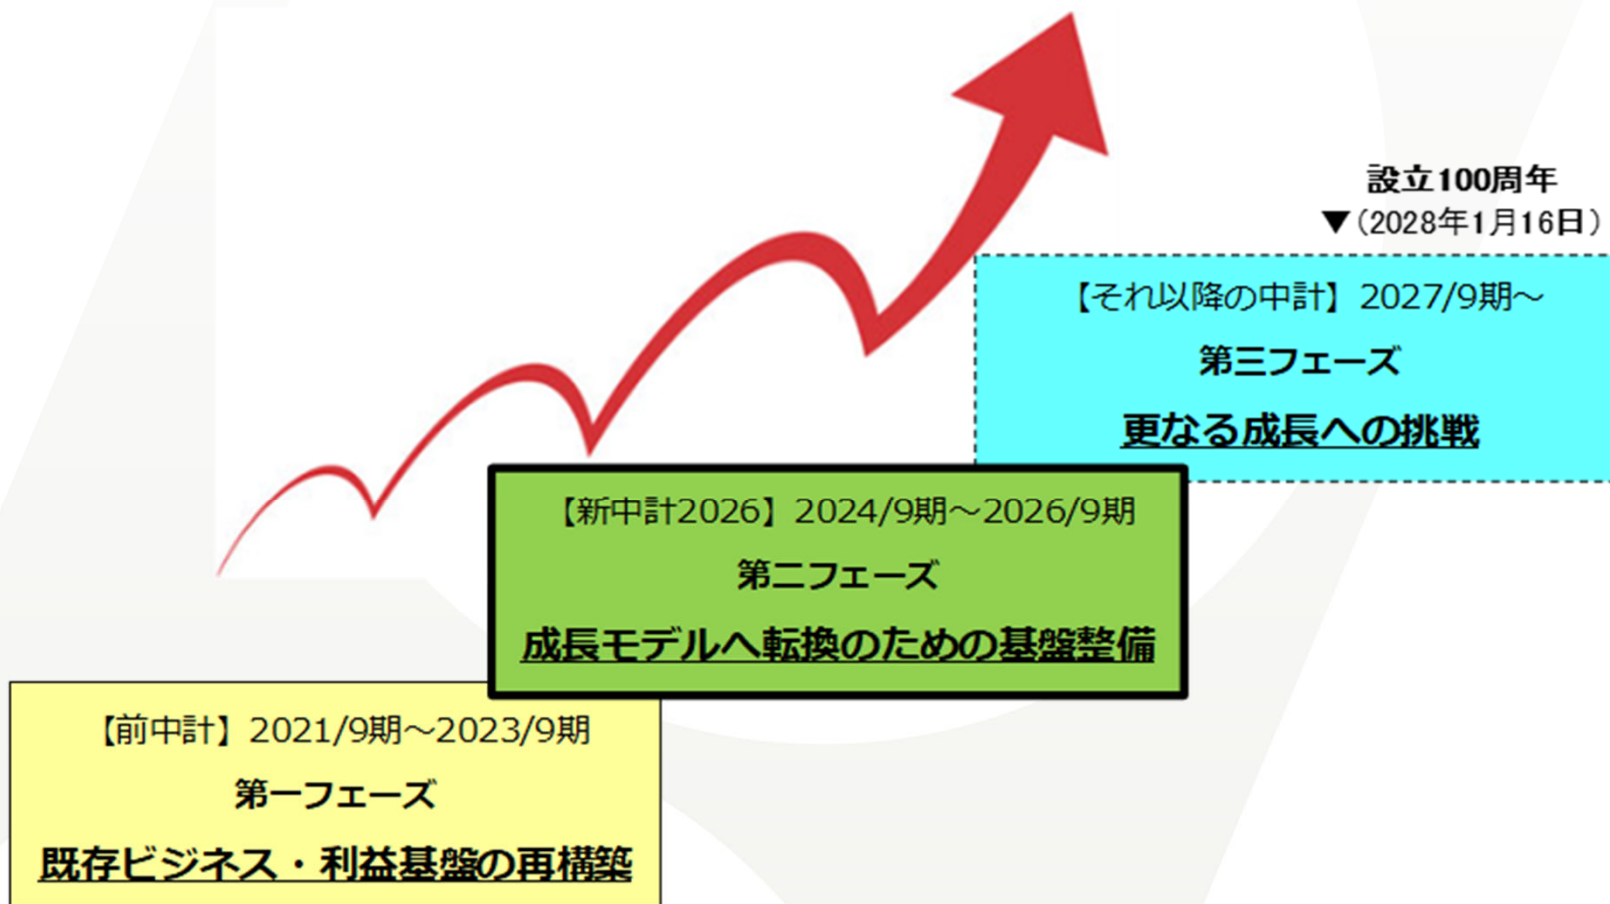 設立100周年
▼（2028年1月16日）
【それ以降の中計】2027/9期～
第三フェーズ
更なる成長への挑戦
【新中計2026】2024/9期～2026/9期
第二フェーズ
成長モデルへ転換のための基盤整備
【前中計】2021/9期～2023/9期
第一フェーズ
既存ビジネス・利益基盤の再構築